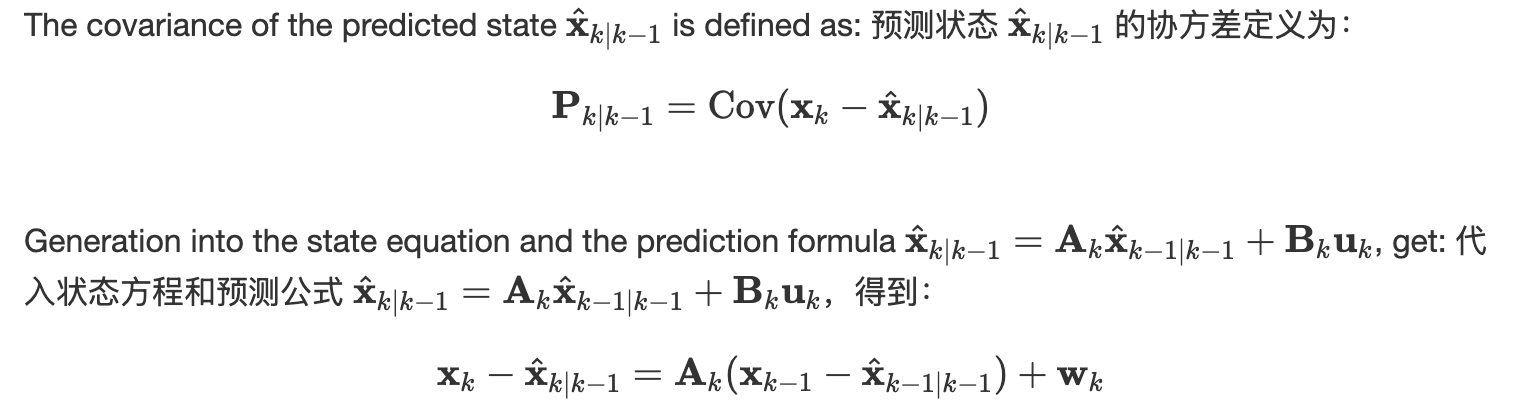 The covariance of the predicted state $\hat{\mathbf{x}}_{k|k-1}$ is defined as: 预测状态 $\hat{\mathbf{x}}_{k|k-1}$ 的协方差定义为：
$\mathbf{P}_{k|k-1} = \mathrm{Cov}(\mathbf{x}_k - \hat{\mathbf{x}}_{k|k-1})$
Generation into the state equation and the prediction formula $\hat{\mathbf{x}}_{k|k-1} = \mathbf{A}_k\hat{\mathbf{x}}_{k-1|k-1} + \mathbf{B}_k\mathbf{u}_k$, get: 代
入状态方程和预测公式 $\hat{\mathbf{x}}_{k|k-1} = \mathbf{A}_k\hat{\mathbf{x}}_{k-1|k-1} + \mathbf{B}_k\mathbf{u}_k$，得到：
$\mathbf{x}_k - \hat{\mathbf{x}}_{k|k-1} = \mathbf{A}_k(\mathbf{x}_{k-1} - \hat{\mathbf{x}}_{k-1|k-1}) + \mathbf{w}_k$